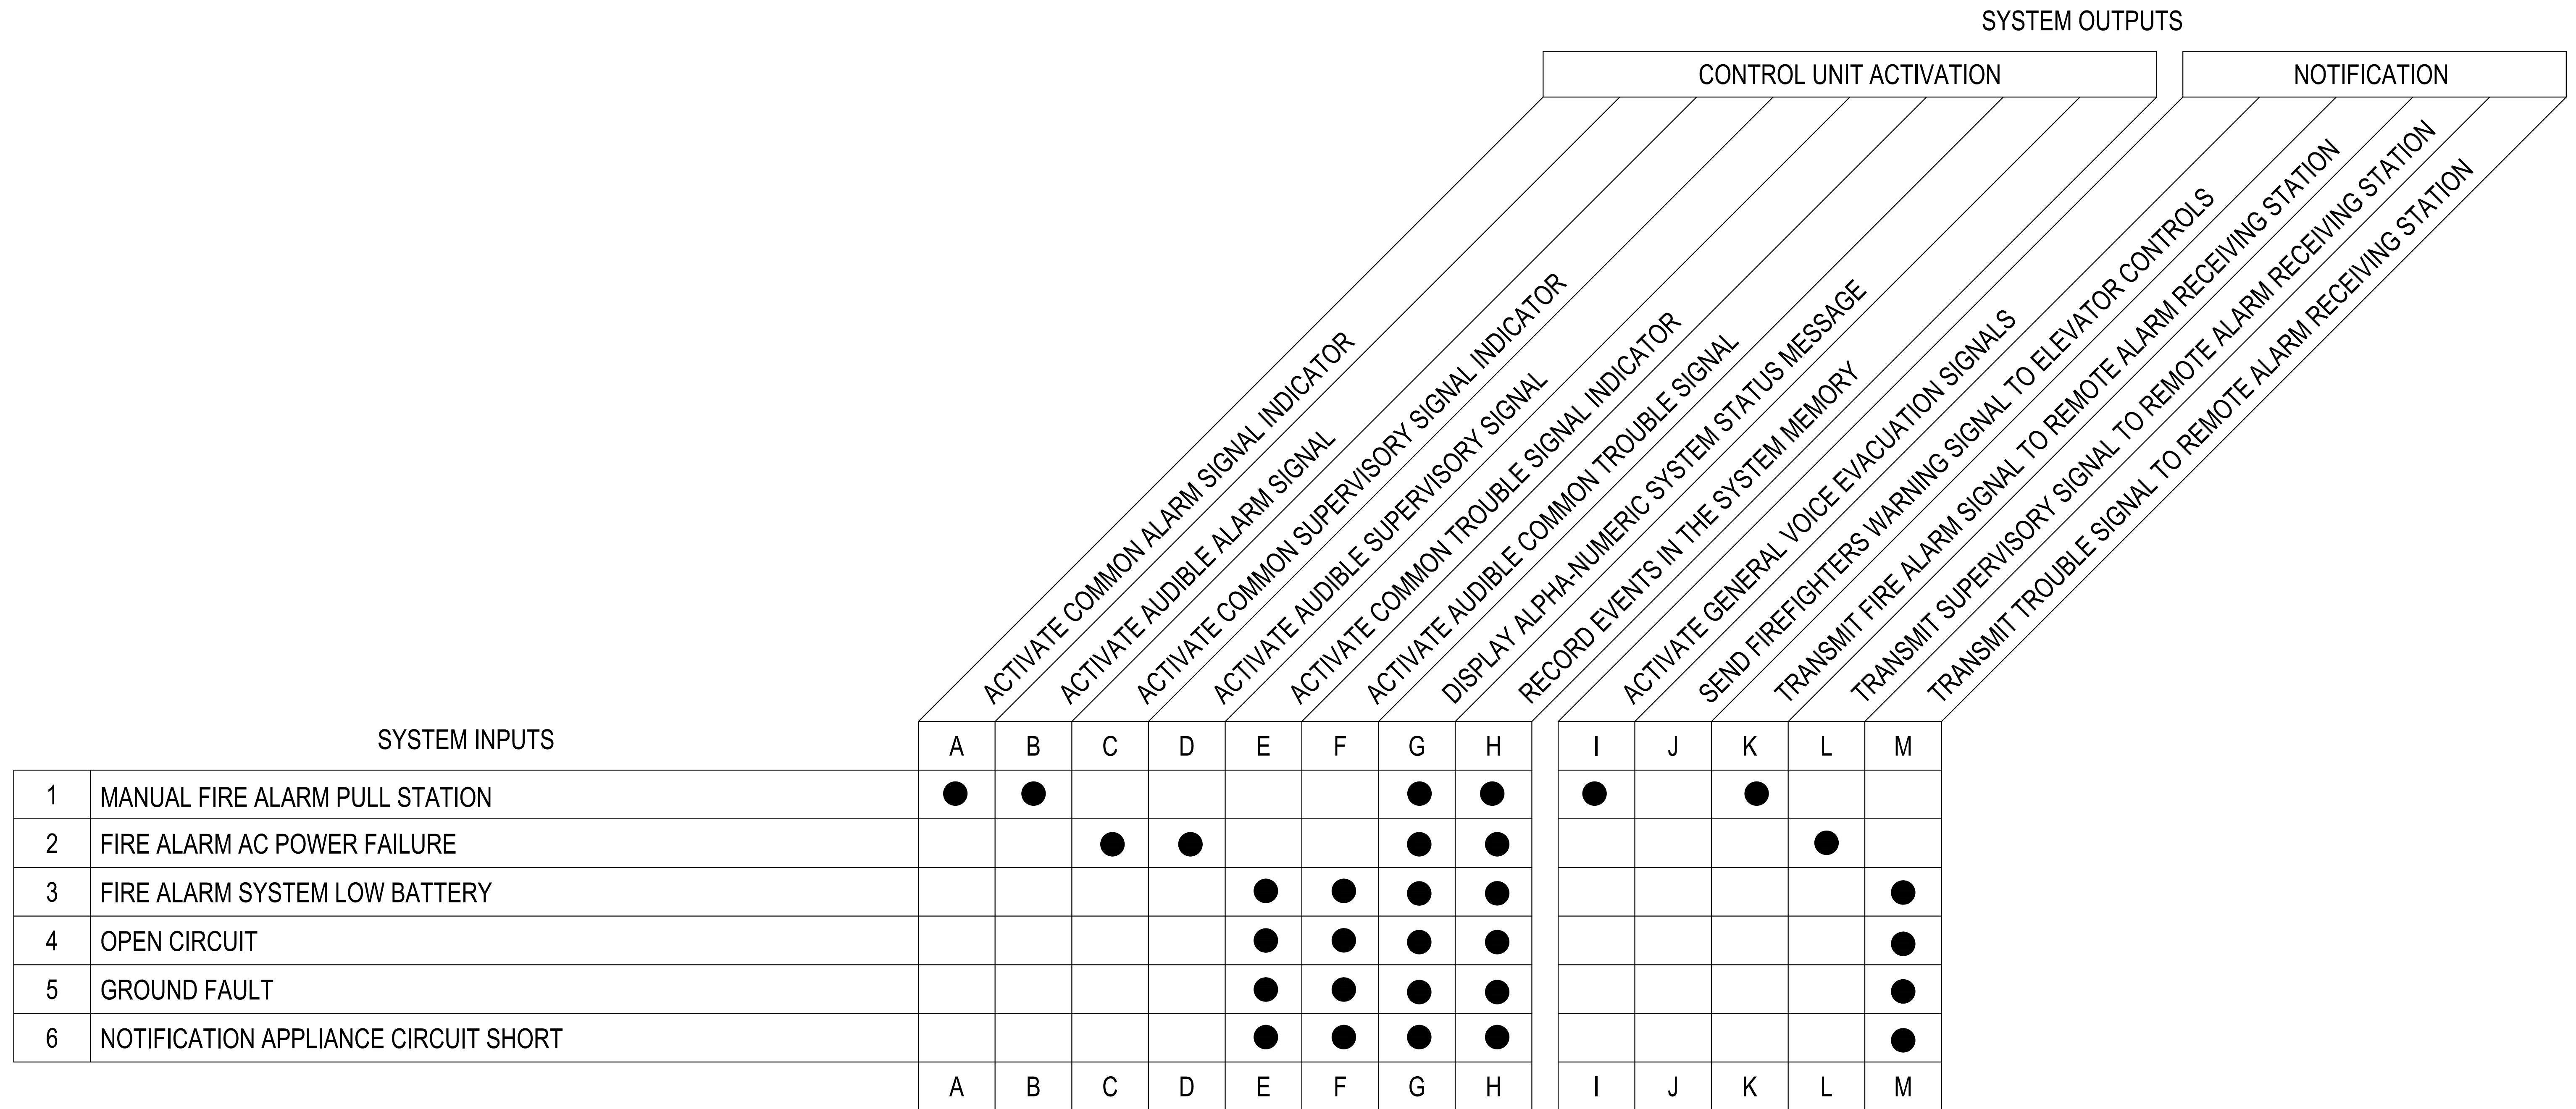 SYSTEM OUTPUTS
CONTROL UNIT ACTIVATION
NOTIFICATION
ACTIVATE COMMON ALARM SIGNAL INDICATOR
ACTIVATE AUDIBLE ALARM SIGNAL
ACTIVATE COMMON SUPERVISORY SIGNAL INDICATOR
ACTIVATE AUDIBLE SUPERVISORY SIGNAL
ACTIVATE COMMON TROUBLE SIGNAL INDICATOR
ACTIVATE AUDIBLE COMMON TROUBLE SIGNAL
DISPLAY ALPHA-NUMERIC SYSTEM STATUS MESSAGE
RECORD EVENTS IN THE SYSTEM MEMORY
ACTIVATE GENERAL VOICE EVACUATION SIGNALS
SEND FIREFIGHTERS WARNING SIGNAL TO ELEVATOR CONTROLS
TRANSMIT FIRE ALARM SIGNAL TO REMOTE ALARM RECEIVING STATION
TRANSMIT SUPERVISORY SIGNAL TO REMOTE ALARM RECEIVING STATION
TRANSMIT TROUBLE SIGNAL TO REMOTE ALARM RECEIVING STATION
SYSTEM INPUTS
A B C D E F G H I J K L M
1 MANUAL FIRE ALARM PULL STATION
2 FIRE ALARM AC POWER FAILURE
3 FIRE ALARM SYSTEM LOW BATTERY
4 OPEN CIRCUIT
5 GROUND FAULT
6 NOTIFICATION APPLIANCE CIRCUIT SHORT
A B C D E F G H I J K L M